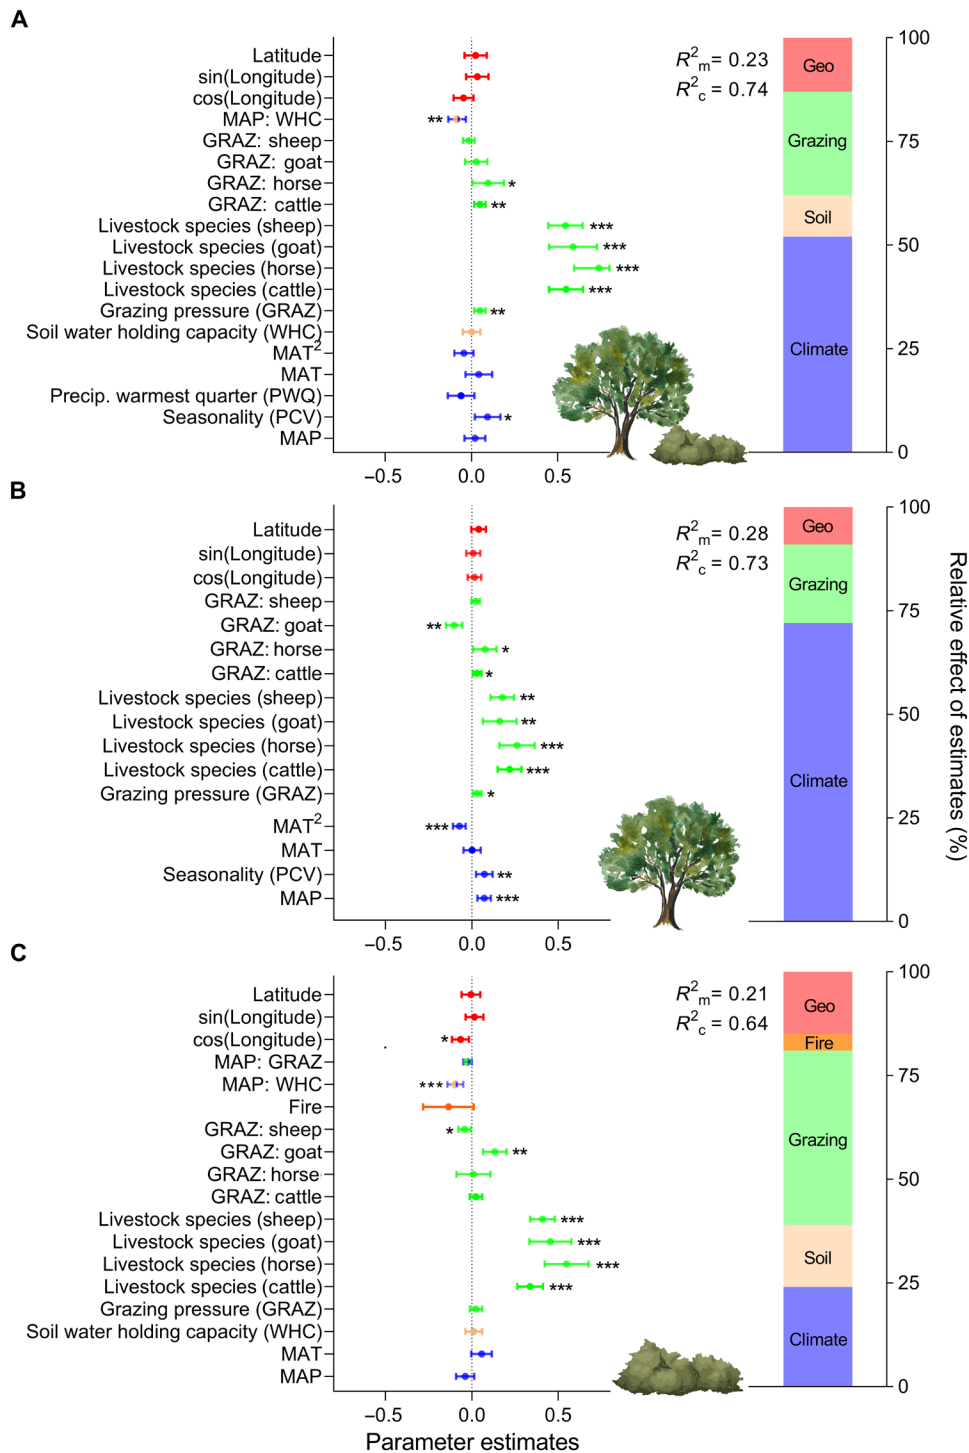 A
Latitude
sin(Longitude)
cos(Longitude)
MAP: WHC
**
GRAZ: sheep
GRAZ: goat
GRAZ: horse
*
GRAZ: cattle
**
Livestock species (sheep)
***
Livestock species (goat)
***
Livestock species (horse)
***
Livestock species (cattle)
***
Grazing pressure (GRAZ)
**
Soil water holding capacity (WHC)
MAT²
MAT
Precip. warmest quarter (PWQ)
Seasonality (PCV)
*
MAP
−0.5 0.0 0.5
R²m= 0.23
R²c = 0.74
Geo
Grazing
Soil
Climate
100
75
50
25
0
B
Latitude
sin(Longitude)
cos(Longitude)
GRAZ: sheep
GRAZ: goat
**
GRAZ: horse
*
GRAZ: cattle
*
Livestock species (sheep)
**
Livestock species (goat)
**
Livestock species (horse)
***
Livestock species (cattle)
***
Grazing pressure (GRAZ)
*
MAT²
***
MAT
Seasonality (PCV)
**
MAP
***
−0.5 0.0 0.5
R²m= 0.28
R²c = 0.73
Geo
Grazing
Climate
100
75
50
25
0
Relative effect of estimates (%)
C
Latitude
sin(Longitude)
cos(Longitude)
*
MAP: GRAZ
MAP: WHC
***
Fire
GRAZ: sheep
*
GRAZ: goat
**
GRAZ: horse
GRAZ: cattle
Livestock species (sheep)
***
Livestock species (goat)
***
Livestock species (horse)
***
Livestock species (cattle)
***
Grazing pressure (GRAZ)
Soil water holding capacity (WHC)
MAT
MAP
−0.5 0.0 0.5
Parameter estimates
R²m= 0.21
R²c = 0.64
Geo
Fire
Grazing
Soil
Climate
100
75
50
25
0